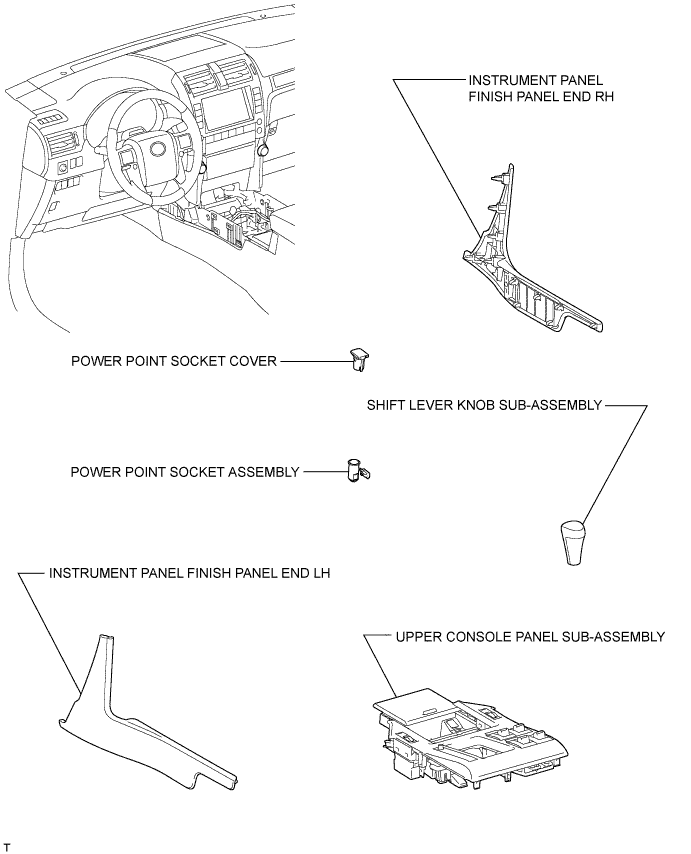 INSTRUMENT PANEL
FINISH PANEL END RH
POWER POINT SOCKET COVER
SHIFT LEVER KNOB SUB-ASSEMBLY
POWER POINT SOCKET ASSEMBLY
INSTRUMENT PANEL FINISH PANEL END LH
UPPER CONSOLE PANEL SUB-ASSEMBLY
T